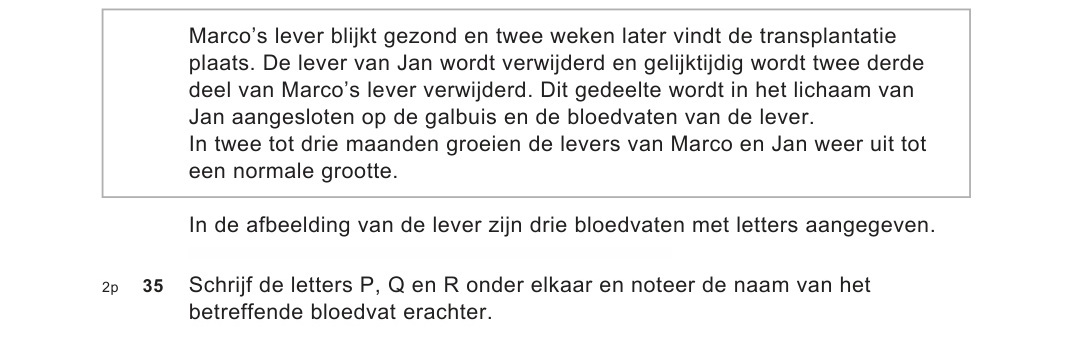 Marco’s lever blijkt gezond en twee weken later vindt de transplantatie
plaats. De lever van Jan wordt verwijderd en gelijktijdig wordt twee derde
deel van Marco’s lever verwijderd. Dit gedeelte wordt in het lichaam van
Jan aangesloten op de galbuis en de bloedvaten van de lever.
In twee tot drie maanden groeien de levers van Marco en Jan weer uit tot
een normale grootte.
In de afbeelding van de lever zijn drie bloedvaten met letters aangegeven.
2p 35 Schrijf de letters P, Q en R onder elkaar en noteer de naam van het
betreffende bloedvat erachter.